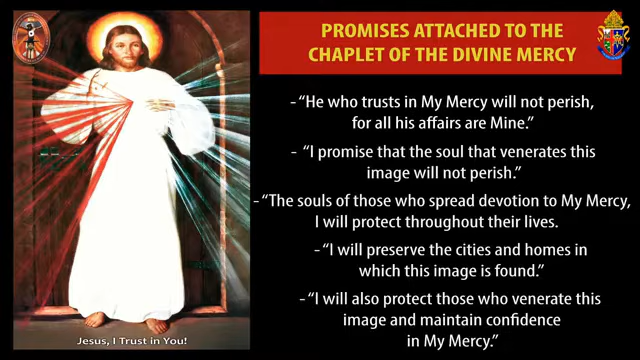 PROMISES ATTACHED TO THE
CHAPLET OF THE DIVINE MERCY
- "He who trusts in My Mercy will not perish,
for all his affairs are Mine."
- "I promise that the soul that venerates this
image will not perish."
- "The souls of those who spread devotion to My Mercy,
I will protect throughout their lives.
- "I will preserve the cities and homes in
which this image is found."
- "I will also protect those who venerate this
image and maintain confidence
in My Mercy."
Jesus, I Trust in You!